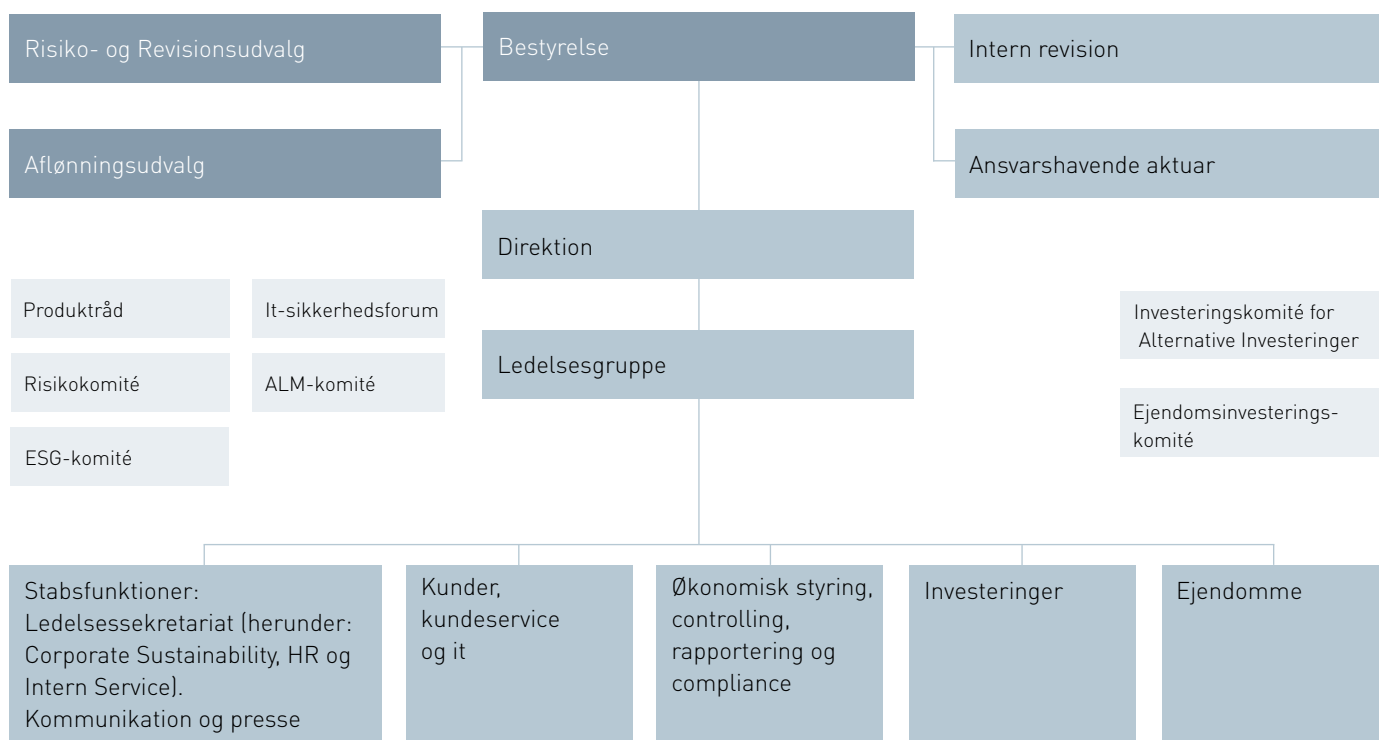 Risiko- og Revisionsudvalg
Bestyrelse
Intern revision
Aflønningsudvalg
Ansvarshavende aktuar
Direktion
Produktråd
It-sikkerhedsforum
Investeringskomité for
Alternative Investeringer
Ledelsesgruppe
Risikokomité
ALM-komité
Ejendomsinvesterings-
komité
ESG-komité
Stabsfunktioner:
Ledelsessekretariat (herunder:
Corporate Sustainability, HR og
Intern Service).
Kommunikation og presse
Kunder,
kundeservice
og it
Økonomisk styring,
controlling,
rapportering og
compliance
Investeringer
Ejendomme